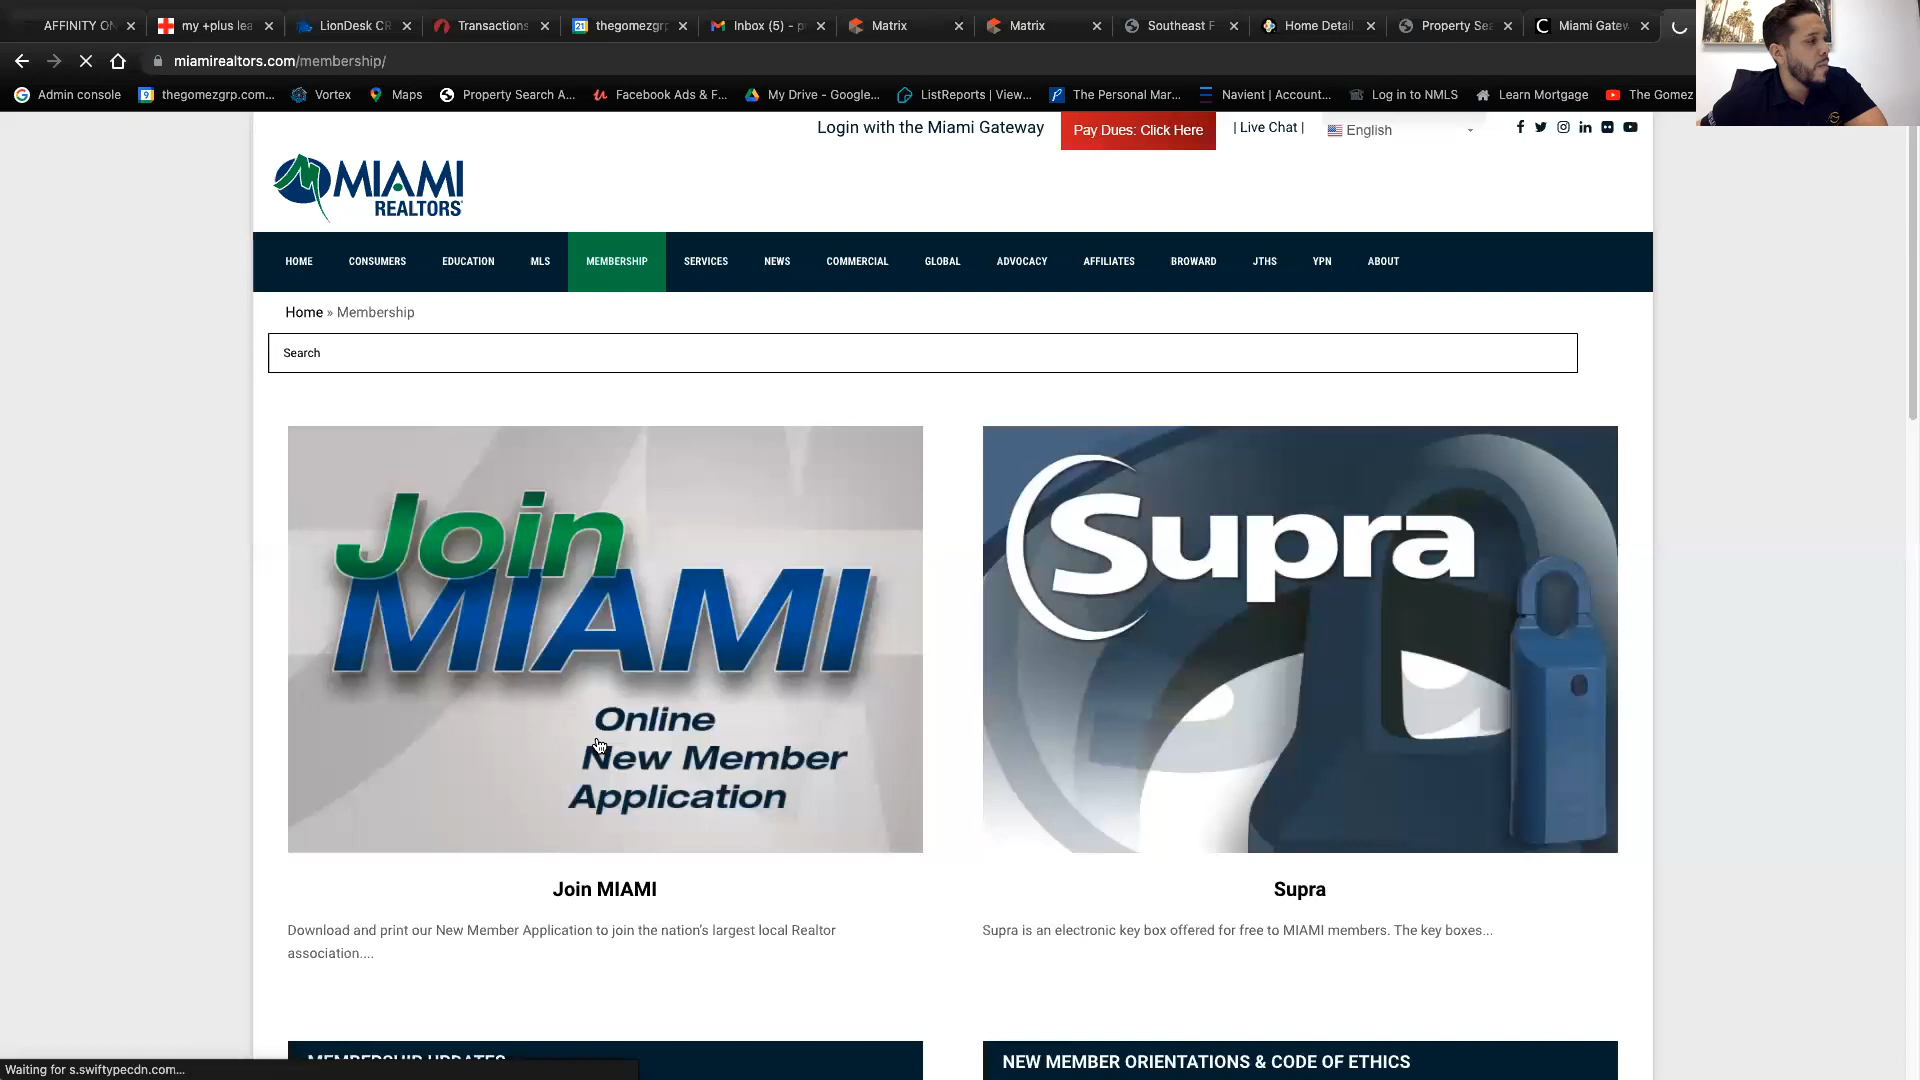 AFFINITY ON
my +plus lea
LionDesk CR
Transactions
21
thegomezgrp
Inbox (5) - p
Matrix
Matrix
Southeast F
Home Detail
Property Sea
Miami Gatew
miamirealtors.com/membership/
Admin console
9
thegomezgrp.com...
Vortex
Maps
Property Search A...
Facebook Ads & F...
My Drive - Google...
ListReports | View...
The Personal Mar...
Navient | Account...
Log in to NMLS
Learn Mortgage
The Gomez
Login with the Miami Gateway
Pay Dues: Click Here
| Live Chat |
English
MIAMI
REALTORS®
HOME
CONSUMERS
EDUCATION
MLS
MEMBERSHIP
SERVICES
NEWS
COMMERCIAL
GLOBAL
ADVOCACY
AFFILIATES
BROWARD
JTHS
YPN
ABOUT
Home » Membership
Search
Join
MIAMI
Online
New Member
Application
Supra
Join MIAMI
Supra
Download and print our New Member Application to join the nation's largest local Realtor
association....
Supra is an electronic key box offered for free to MIAMI members. The key boxes...
MEMBERSHIP UPDATES
NEW MEMBER ORIENTATIONS & CODE OF ETHICS
Waiting for s.swiftypecdn.com...